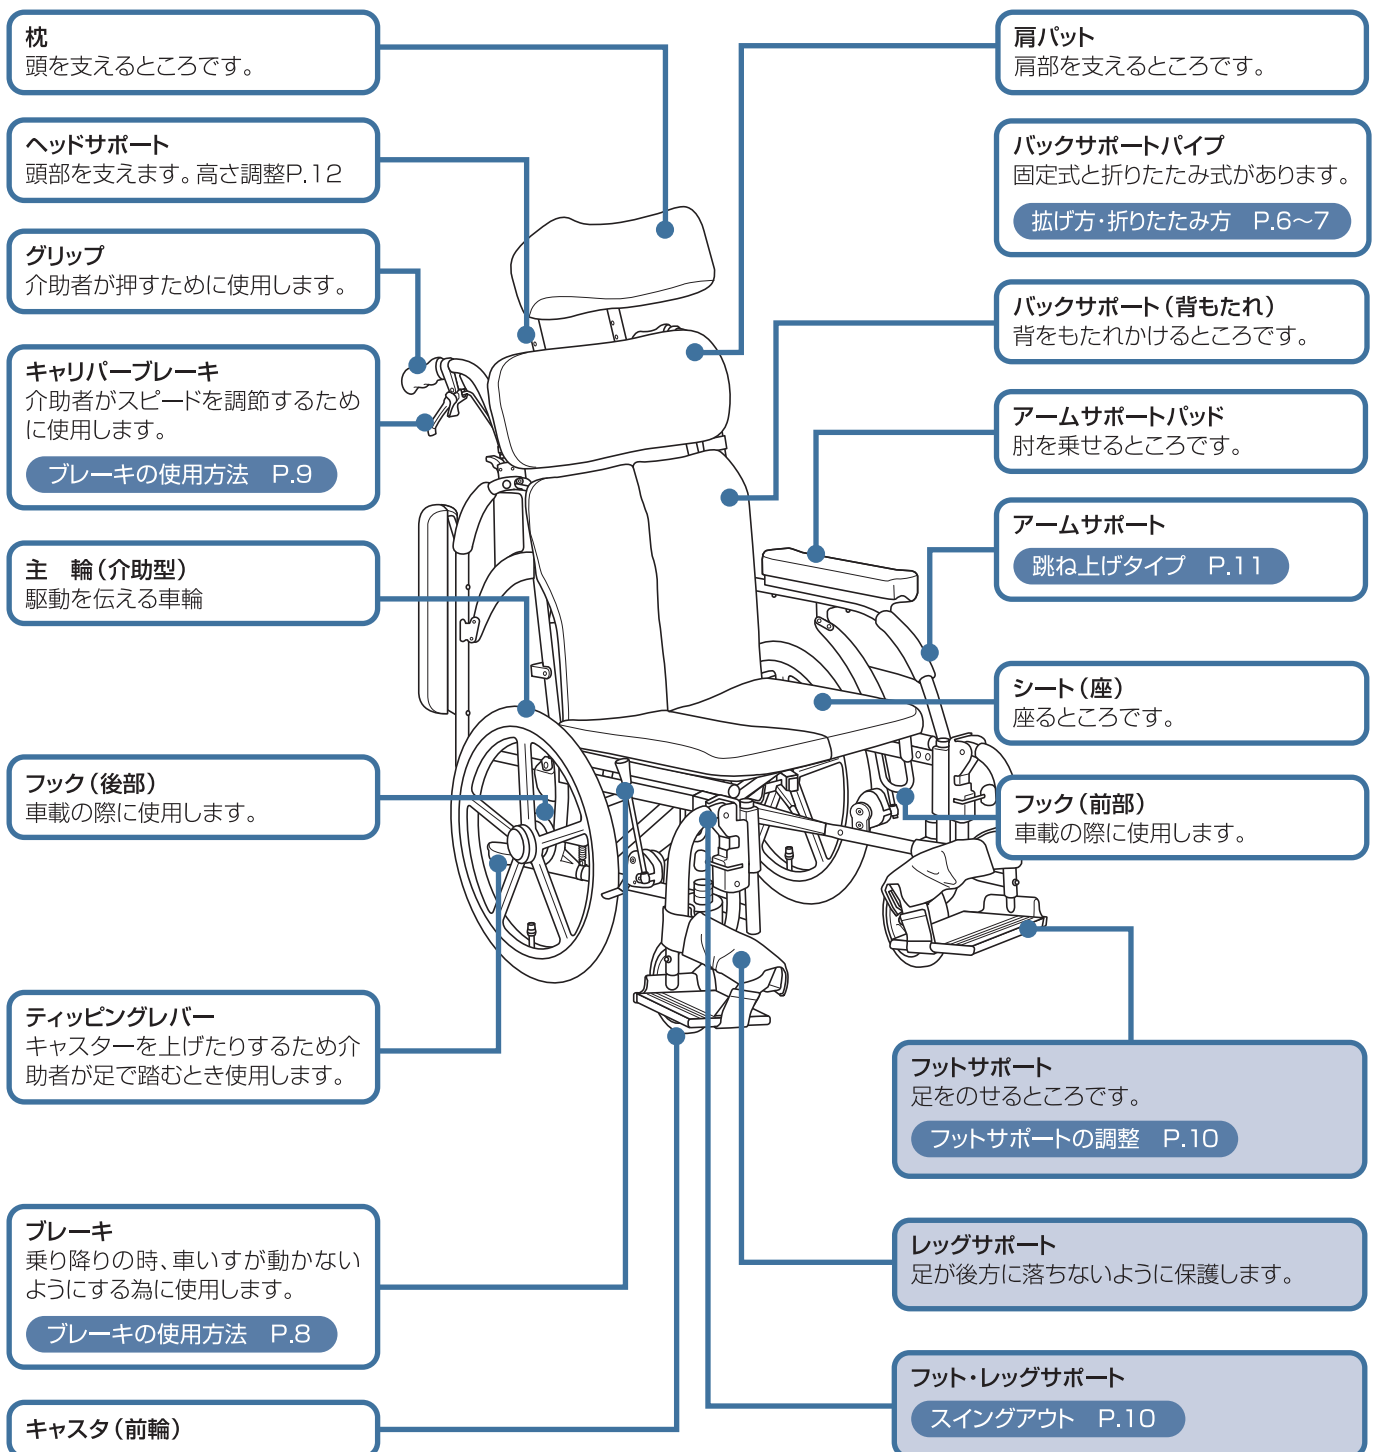 枕
頭を支えるところです。
ヘッドサポート
頭部を支えます。高さ調整P.12
グリップ
介助者が押すために使用します。
キャリパーブレーキ
介助者がスピードを調節するため
に使用します。
ブレーキの使用方法　P.9
主　輪（介助型）
駆動を伝える車輪
フック（後部）
車載の際に使用します。
ティッピングレバー
キャスターを上げたりするため介
助者が足で踏むとき使用します。
ブレーキ
乗り降りの時、車いすが動かない
ようにする為に使用します。
ブレーキの使用方法　P.8
キャスタ（前輪）
肩パット
肩部を支えるところです。
バックサポートパイプ
固定式と折りたたみ式があります。
拡げ方・折りたたみ方　P.6〜7
バックサポート（背もたれ）
背をもたれかけるところです。
アームサポートパッド
肘を乗せるところです。
アームサポート
跳ね上げタイプ　P.11
シート（座）
座るところです。
フック（前部）
車載の際に使用します。
フットサポート
足をのせるところです。
フットサポートの調整　P.10
レッグサポート
足が後方に落ちないように保護します。
フット・レッグサポート
スイングアウト　P.10